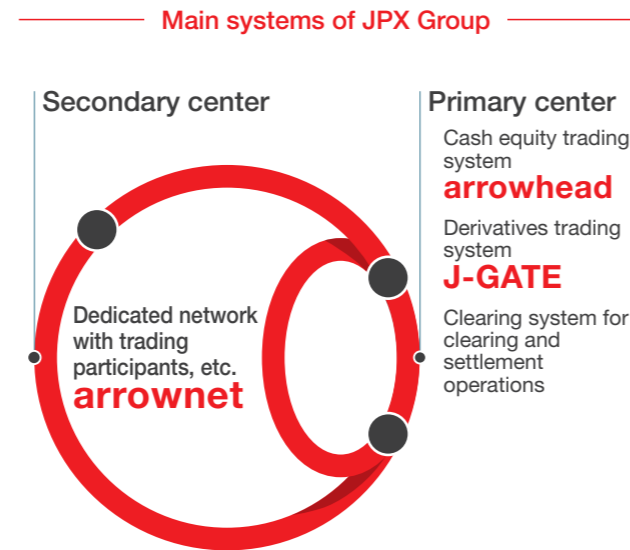 Main systems of JPX Group
Secondary center
Dedicated network
with trading
participants, etc.
arrownet
Primary center
Cash equity trading
system
arrowhead
Derivatives trading
system
J-GATE
Clearing system for
clearing and
settlement
operations